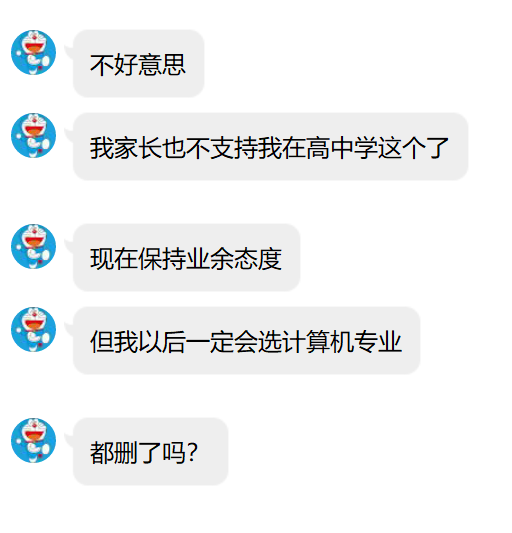 不好意思
我家长也不支持我在高中学这个了
现在保持业余态度
但我以后一定会选计算机专业
都删了吗？